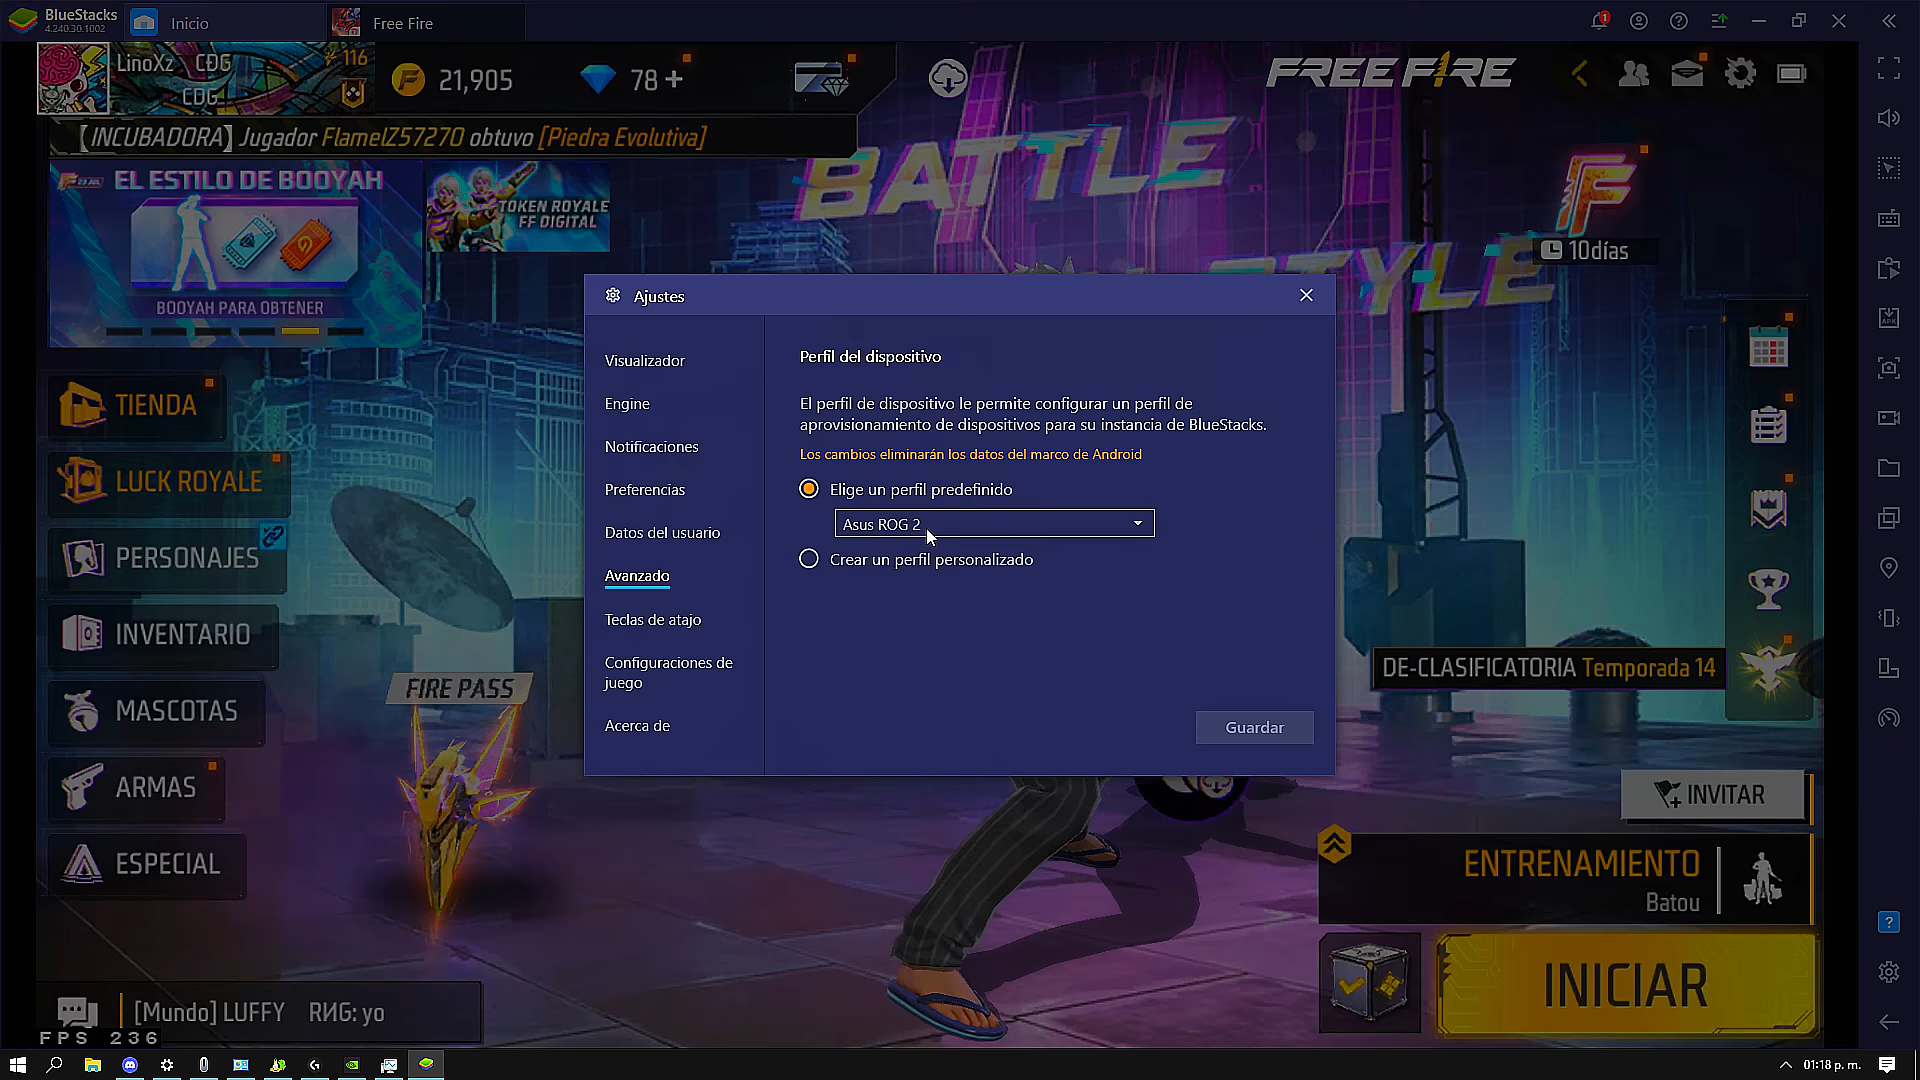 BlueStacks
4.240.30.1002
Inicio
Free Fire
1
LinoXz CĐG
CDG
116
21,905
78 +
FREE FIRE
【INCUBADORA】 Jugador FlamelZ57270 obtuvo [Piedra Evolutiva]
EL ESTILO DE BOOYAH
BOOYAH PARA OBTENER
TOKEN ROYALE
FF DIGITAL
BATTLE
STYLE
10días
TIENDA
LUCK ROYALE
PERSONAJES
INVENTARIO
MASCOTAS
ARMAS
ESPECIAL
FIRE PASS
Ajustes
Visualizador
Engine
Notificaciones
Preferencias
Datos del usuario
Avanzado
Teclas de atajo
Configuraciones de
juego
Acerca de
Perfil del dispositivo
El perfil de dispositivo le permite configurar un perfil de
aprovisionamiento de dispositivos para su instancia de BlueStacks.
Los cambios eliminarán los datos del marco de Android
Elige un perfil predefinido
Asus ROG 2
Crear un perfil personalizado
Guardar
DE-CLASIFICATORIA Temporada 14
INVITAR
ENTRENAMIENTO
Batou
INICIAR
[Mundo] LUFFY RИG: yo
FPS 236
01:18 p. m.